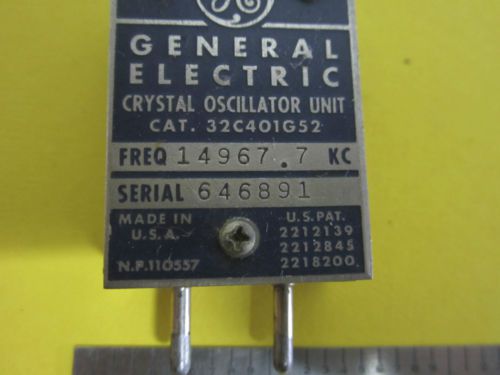 GE
GENERAL
ELECTRIC
CRYSTAL OSCILLATOR UNIT
CAT. 32C401G52
FREQ 14967.7 KC
SERIAL 646891
MADE IN
U.S.A.
N.P. 110557
U.S. PAT.
2212139
2212845
2218200